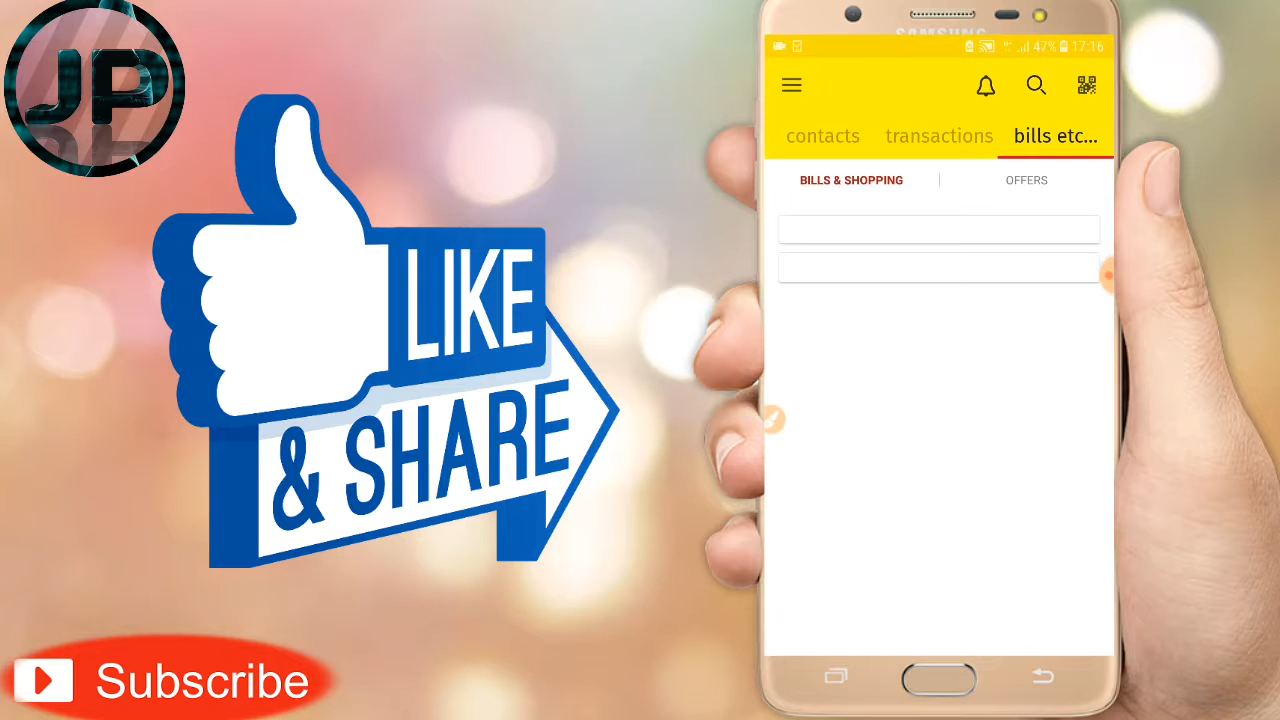 JP
LIKE
& SHARE
Subscribe
SAMSUNG
47% 17:16
contacts transactions bills etc...
BILLS & SHOPPING OFFERS